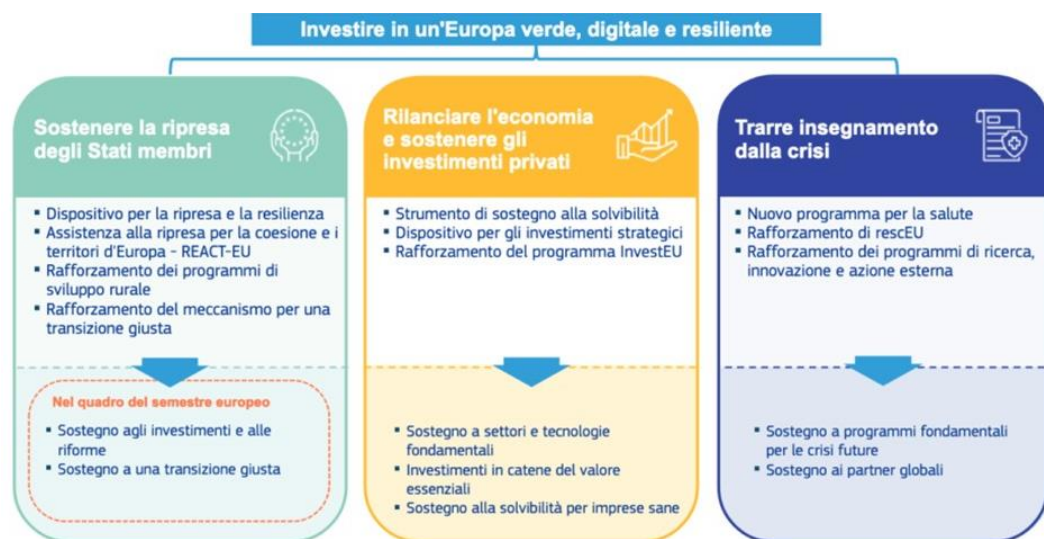 Investire in un'Europa verde, digitale e resiliente
Sostenere la ripresa
degli Stati membri
▪ Dispositivo per la ripresa e la resilienza
▪ Assistenza alla ripresa per la coesione e i
territori d'Europa - REACT-EU
▪ Rafforzamento dei programmi di
sviluppo rurale
▪ Rafforzamento del meccanismo per una
transizione giusta
Nel quadro del semestre europeo
▪ Sostegno agli investimenti e alle
riforme
▪ Sostegno a una transizione giusta
Rilanciare l'economia
e sostenere gli
investimenti privati
▪ Strumento di sostegno alla solvibilità
▪ Dispositivo per gli investimenti strategici
▪ Rafforzamento del programma InvestEU
▪ Sostegno a settori e tecnologie
fondamentali
▪ Investimenti in catene del valore
essenziali
▪ Sostegno alla solvibilità per imprese sane
Trarre insegnamento
dalla crisi
▪ Nuovo programma per la salute
▪ Rafforzamento di rescEU
▪ Rafforzamento dei programmi di ricerca,
innovazione e azione esterna
▪ Sostegno a programmi fondamentali
per le crisi future
▪ Sostegno ai partner globali